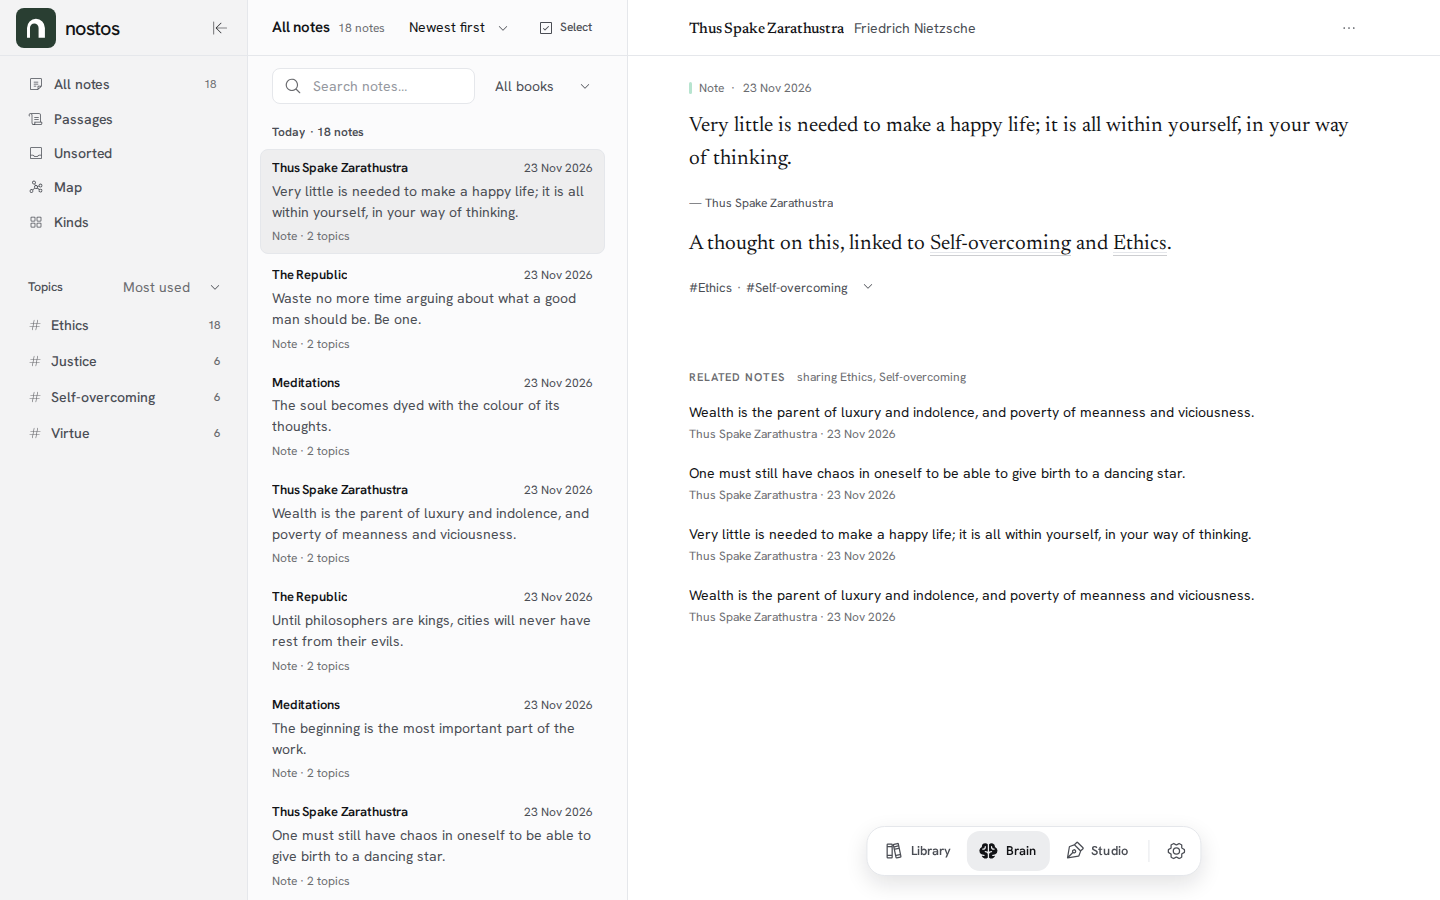 nostos
All notes 18
Passages
Unsorted
Map
Kinds
Topics Most used
# Ethics 18
# Justice 6
# Self-overcoming 6
# Virtue 6
All notes 18 notes Newest first Select
Search notes... All books
Today · 18 notes
Thus Spake Zarathustra 23 Nov 2026
Very little is needed to make a happy life; it is all
within yourself, in your way of thinking.
Note · 2 topics
The Republic 23 Nov 2026
Waste no more time arguing about what a good
man should be. Be one.
Note · 2 topics
Meditations 23 Nov 2026
The soul becomes dyed with the colour of its
thoughts.
Note · 2 topics
Thus Spake Zarathustra 23 Nov 2026
Wealth is the parent of luxury and indolence, and
poverty of meanness and viciousness.
Note · 2 topics
The Republic 23 Nov 2026
Until philosophers are kings, cities will never have
rest from their evils.
Note · 2 topics
Meditations 23 Nov 2026
The beginning is the most important part of the
work.
Note · 2 topics
Thus Spake Zarathustra 23 Nov 2026
One must still have chaos in oneself to be able to
give birth to a dancing star.
Note · 2 topics
Thus Spake Zarathustra Friedrich Nietzsche
Note · 23 Nov 2026
Very little is needed to make a happy life; it is all within yourself, in your way
of thinking.
— Thus Spake Zarathustra
A thought on this, linked to Self-overcoming and Ethics.
#Ethics · #Self-overcoming
RELATED NOTES sharing Ethics, Self-overcoming
Wealth is the parent of luxury and indolence, and poverty of meanness and viciousness.
Thus Spake Zarathustra · 23 Nov 2026
One must still have chaos in oneself to be able to give birth to a dancing star.
Thus Spake Zarathustra · 23 Nov 2026
Very little is needed to make a happy life; it is all within yourself, in your way of thinking.
Thus Spake Zarathustra · 23 Nov 2026
Wealth is the parent of luxury and indolence, and poverty of meanness and viciousness.
Thus Spake Zarathustra · 23 Nov 2026
Library Brain Studio